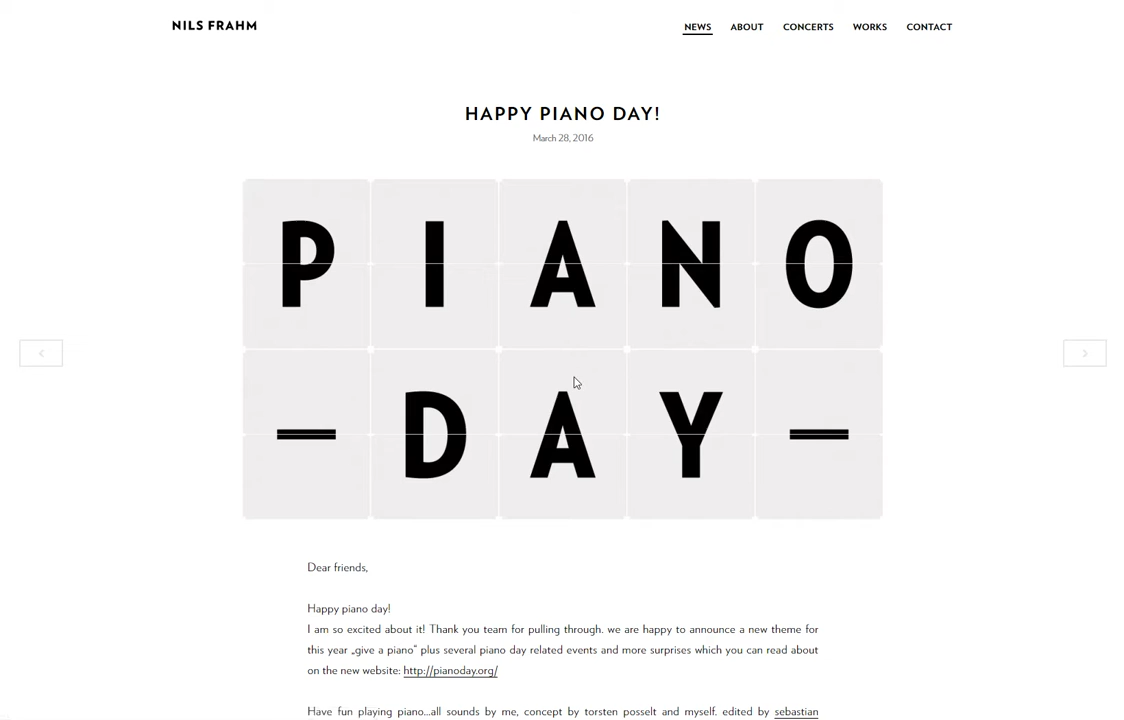 NILS FRAHM
NEWS ABOUT CONCERTS WORKS CONTACT
HAPPY PIANO DAY!
March 28, 2016
PIANO
– DAY –
Dear friends,
Happy piano day!
I am so excited about it! Thank you team for pulling through. we are happy to announce a new theme for
this year „give a piano“ plus several piano day related events and more surprises which you can read about
on the new website: http://pianoday.org/
Have fun playing piano...all sounds by me, concept by torsten posselt and myself. edited by sebastian